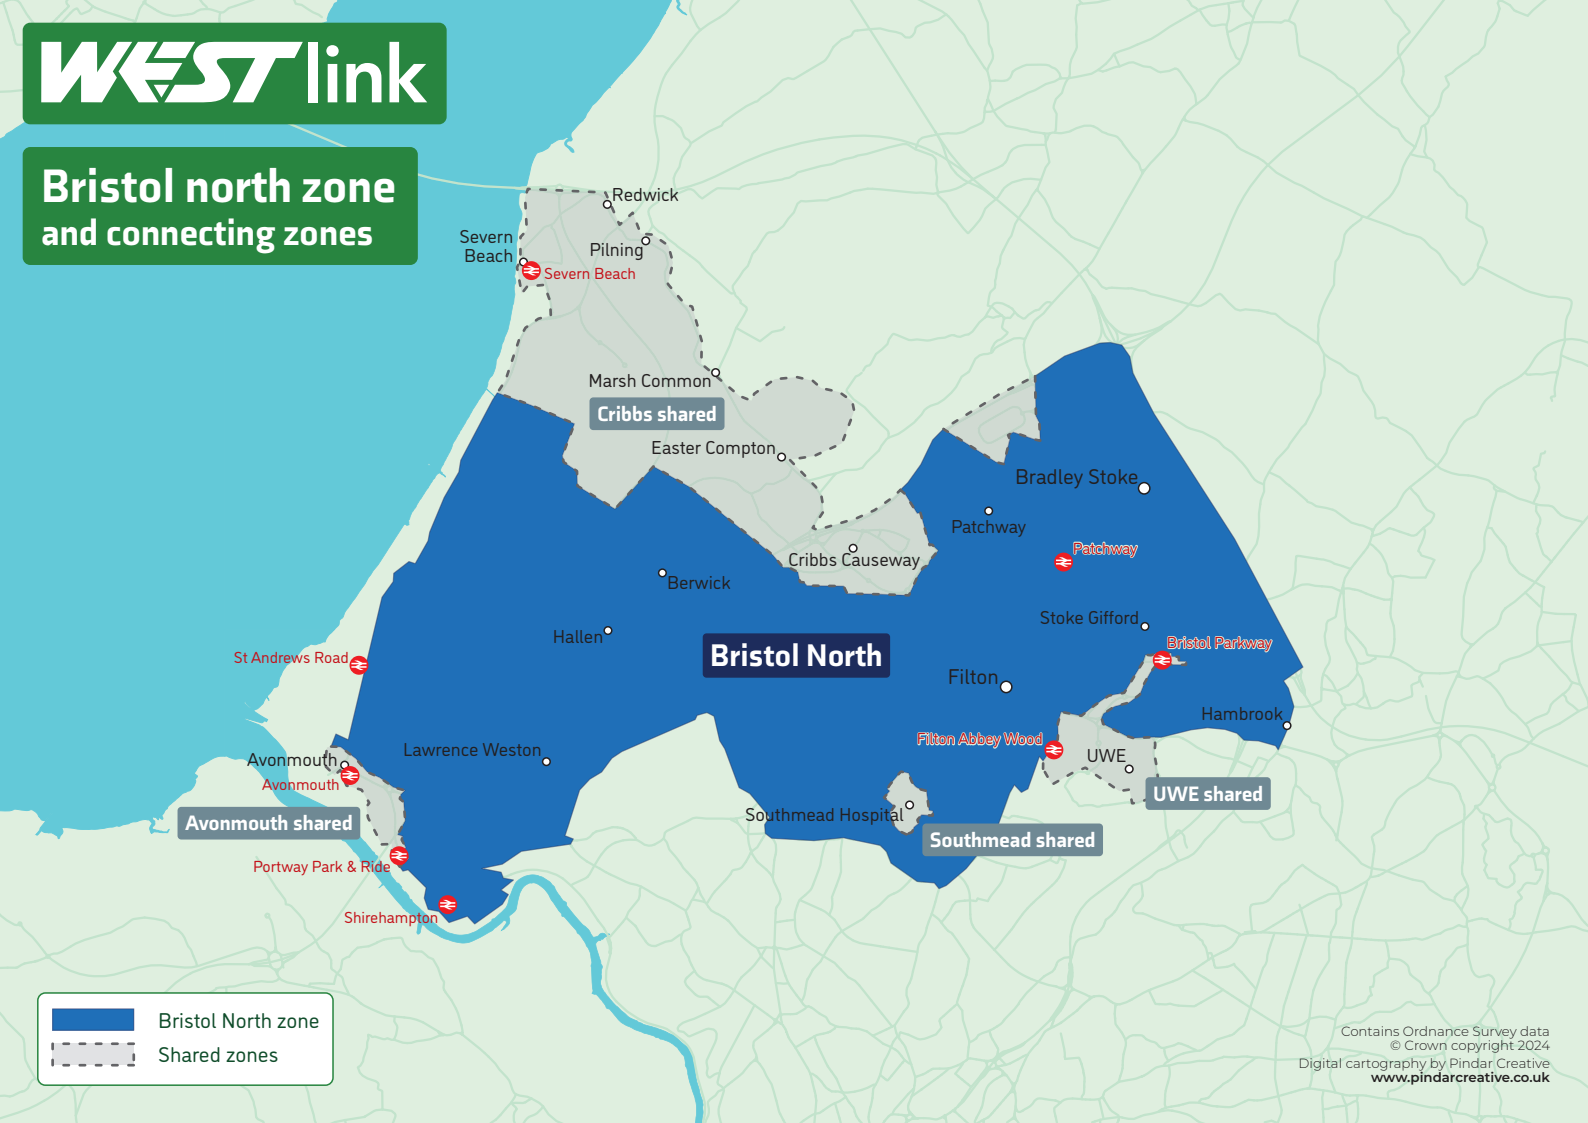 WEST link
Bristol north zone
and connecting zones
Redwick
Severn
Beach
Pilning
Severn Beach
Marsh Common
Cribbs shared
Easter Compton
Bradley Stoke
Patchway
Patchway
Cribbs Causeway
Berwick
Stoke Gifford
Hallen
Bristol Parkway
Bristol North
St Andrews Road
Filton
Hambrook
Filton Abbey Wood
Lawrence Weston
UWE
Avonmouth
Avonmouth
UWE shared
Southmead Hospital
Avonmouth shared
Southmead shared
Portway Park & Ride
Shirehampton
Bristol North zone
Shared zones
Contains Ordnance Survey data
© Crown copyright 2024
Digital cartography by Pindar Creative
www.pindarcreative.co.uk